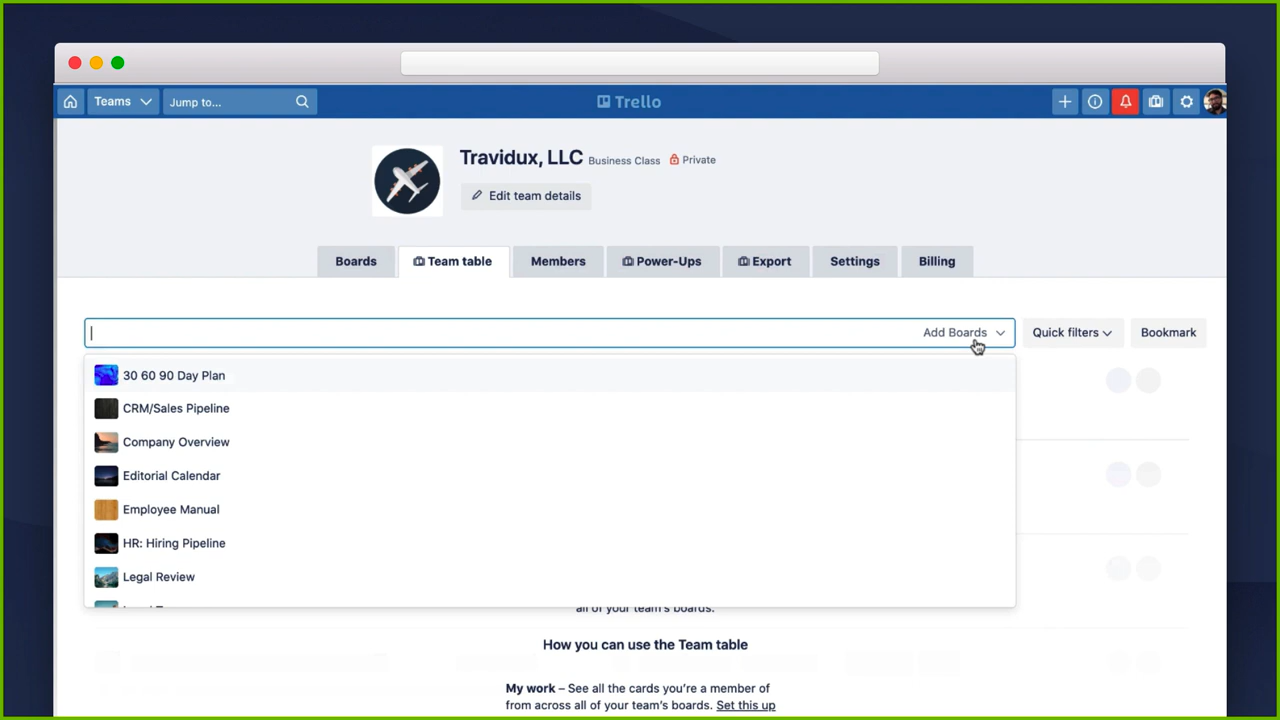 Teams
Jump to...
Trello
Travidux, LLC Business Class Private
Edit team details
Boards
Team table
Members
Power-Ups
Export
Settings
Billing
Add Boards
Quick filters
Bookmark
30 60 90 Day Plan
CRM/Sales Pipeline
Company Overview
Editorial Calendar
Employee Manual
HR: Hiring Pipeline
Legal Review
all of your team's boards.
How you can use the Team table
My work – See all the cards you're a member of
from across all of your team's boards. Set this up